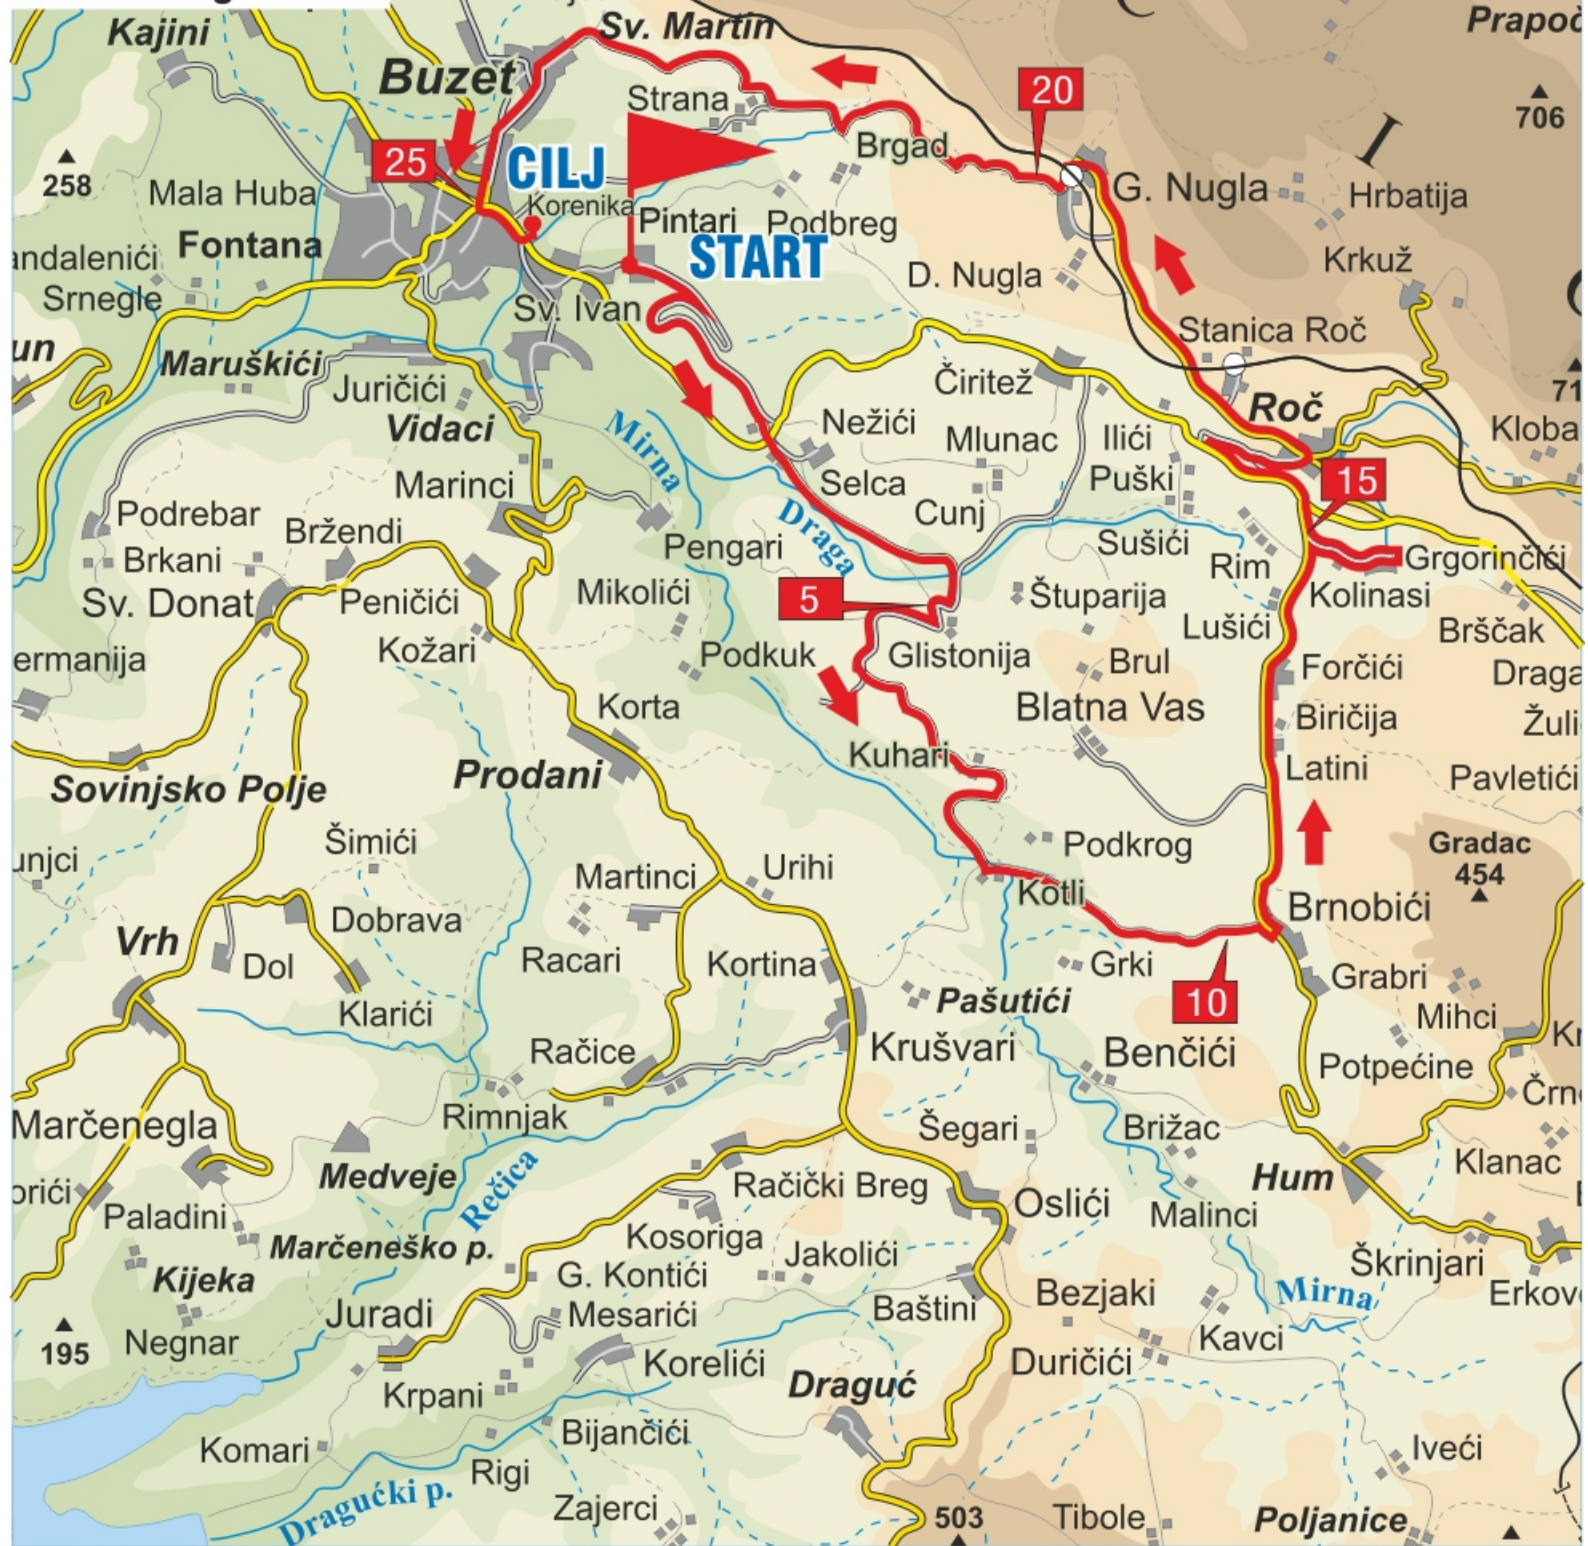 Kajini
Sv. Martin
Prapoč
Buzet
Strana
20
706
I
Brgad
258
25
CILJ
Mala Huba
Korenika
G. Nugla
Hrbatija
Pintari
Podbreg
andalenići
Fontana
START
D. Nugla
Krkuž
Srnegle
Sv. Ivan
Stanica Roč
un
Maruškići
Juričići
Čiritež
71
Roč
Vidaci
Mirna
Nežići
Mlunac
Ilići
Kloba
Marinci
Selca
Puški
15
Podrebar
Bržendi
Draga
Cunj
Brkani
Pengari
Sušići
Rim
Grgorinčići
Sv. Donat
Peničići
Mikolići
5
Štuparija
Kolinasi
Kožari
Lušići
Brščak
ermanija
Podkuk
Glistonija
Brul
Forčići
Draga
Korta
Blatna Vas
Biričija
Žuli
Kuhari
Latini
Pavletići
Sovinjsko Polje
Prodani
Šimići
Podkrog
Gradac
454
unjci
Martinci
Urihi
Kotli
Brnobići
Dobrava
Vrh
Dol
Racari
Kortina
Grki
Grabri
Klarići
Pašutići
10
Mihci
Račice
Krušvari
Benčići
Potpećine
Kr
Črn
Marčenegla
Rimnjak
Šegari
Brižac
Medveje
Rečica
Hum
Klanac
orići
Paladini
Račički Breg
Oslići
Malinci
Marčeneško p.
Kosoriga
Jakolići
Škrinjari
Kijeka
G. Kontići
Bezjaki
Mirna
Erkov
Juradi
Mesarići
Baštini
195
Negnar
Kavci
Korelići
Duričići
Krpani
Draguć
Komari
Bijančići
Iveći
Rigi
Dragućki p.
Zajerci
503
Tibole
Poljanice